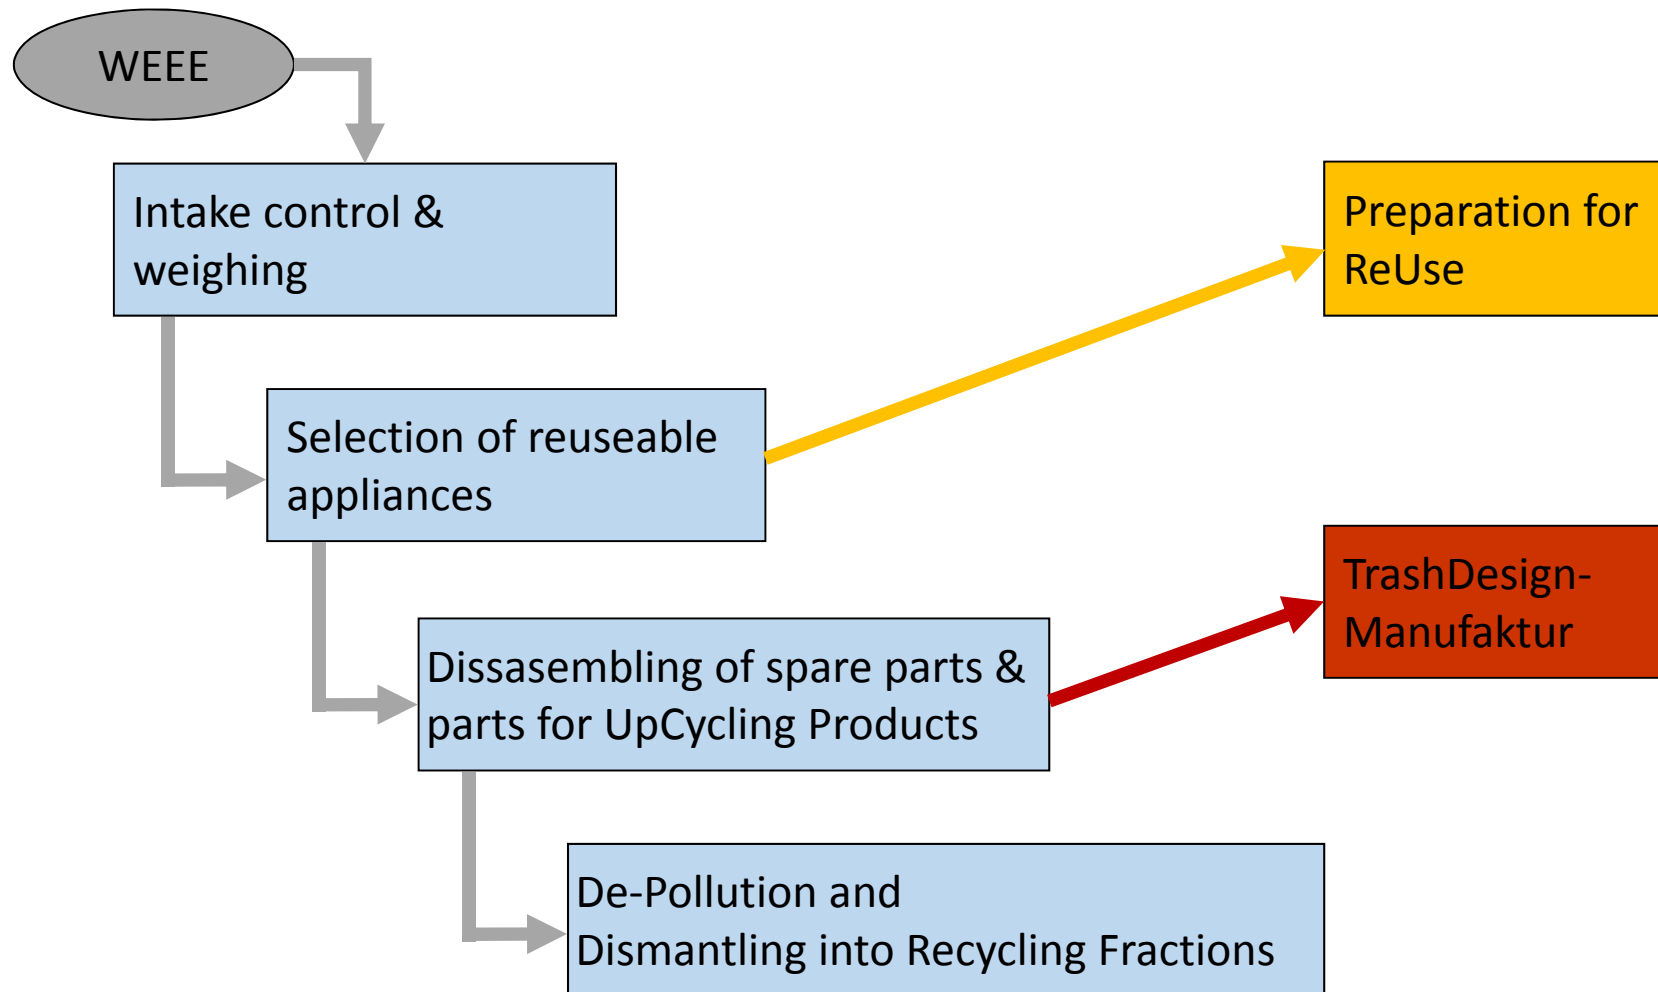 WEEE
Intake control &
weighing
Preparation for
ReUse
Selection of reuseable
appliances
TrashDesign-
Manufaktur
Dissasembling of spare parts &
parts for UpCycling Products
De-Pollution and
Dismantling into Recycling Fractions